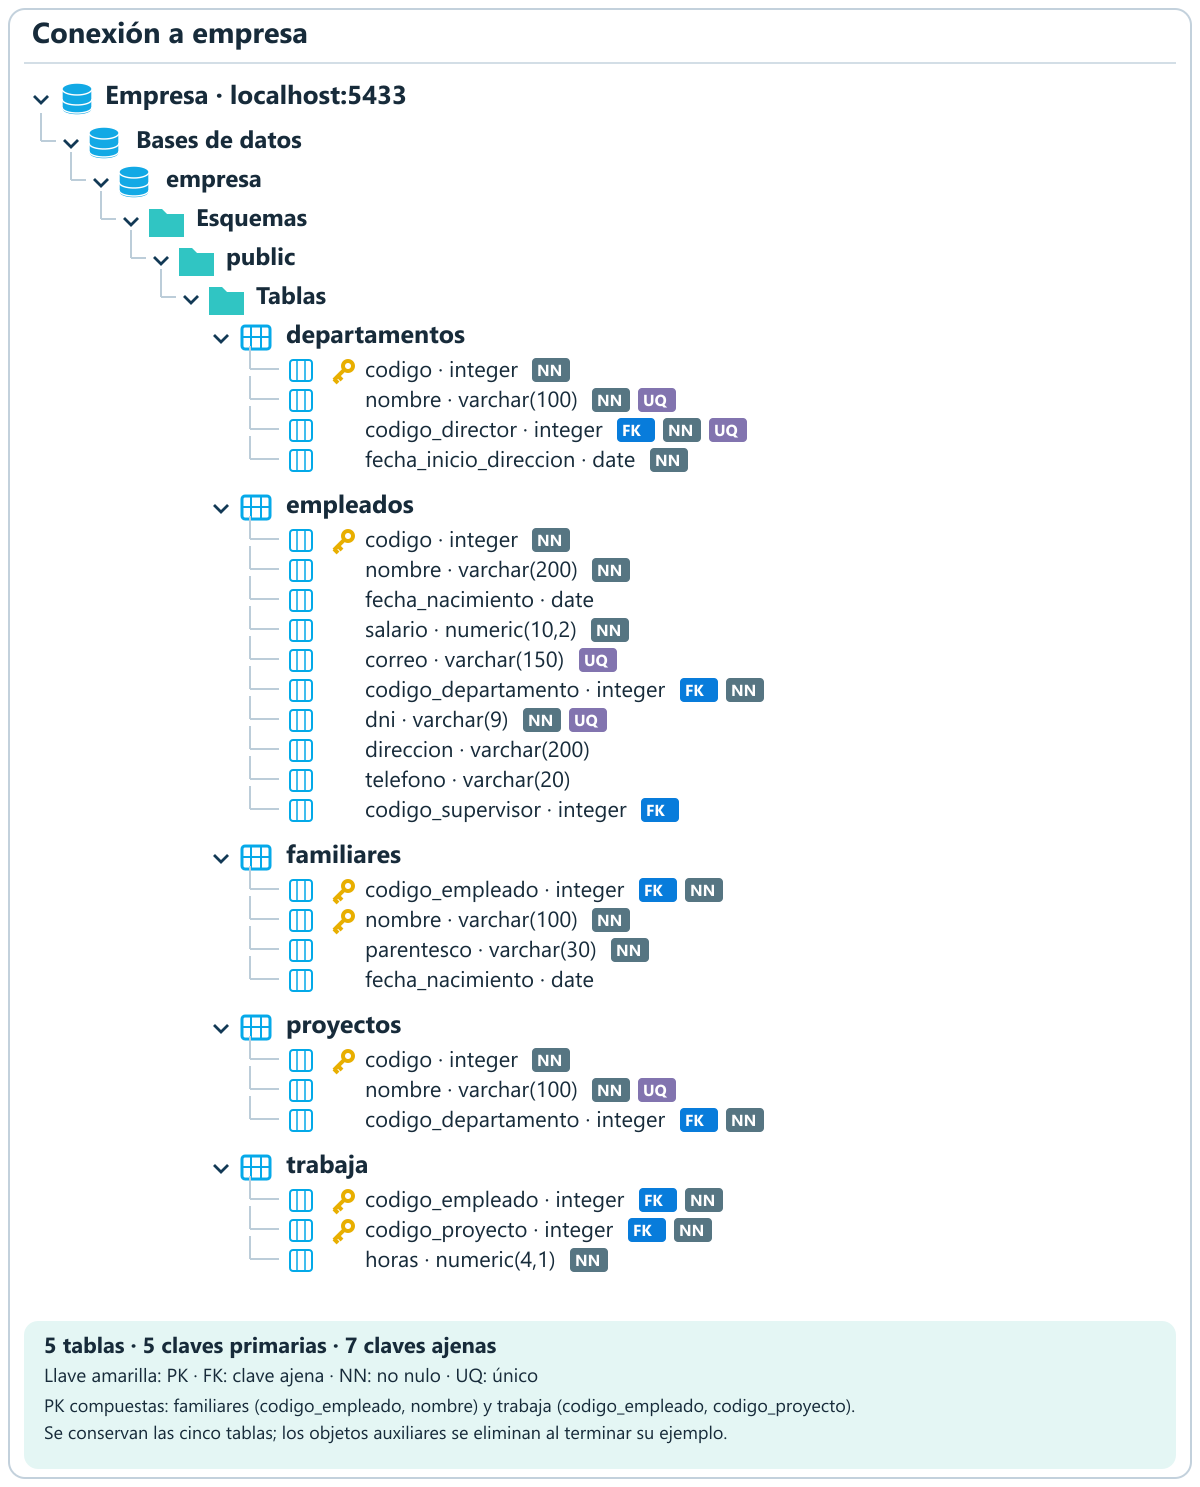 Conexión a empresa
Empresa · localhost:5433
Bases de datos
empresa
Esquemas
public
Tablas
departamentos
codigo · integer NN
nombre · varchar(100) NN UQ
codigo_director · integer FK NN UQ
fecha_inicio_direccion · date NN
empleados
codigo · integer NN
nombre · varchar(200) NN
fecha_nacimiento · date
salario · numeric(10,2) NN
correo · varchar(150) UQ
codigo_departamento · integer FK NN
dni · varchar(9) NN UQ
direccion · varchar(200)
telefono · varchar(20)
codigo_supervisor · integer FK
familiares
codigo_empleado · integer FK NN
nombre · varchar(100) NN
parentesco · varchar(30) NN
fecha_nacimiento · date
proyectos
codigo · integer NN
nombre · varchar(100) NN UQ
codigo_departamento · integer FK NN
trabaja
codigo_empleado · integer FK NN
codigo_proyecto · integer FK NN
horas · numeric(4,1) NN
5 tablas · 5 claves primarias · 7 claves ajenas
Llave amarilla: PK · FK: clave ajena · NN: no nulo · UQ: único
PK compuestas: familiares (codigo_empleado, nombre) y trabaja (codigo_empleado, codigo_proyecto).
Se conservan las cinco tablas; los objetos auxiliares se eliminan al terminar su ejemplo.